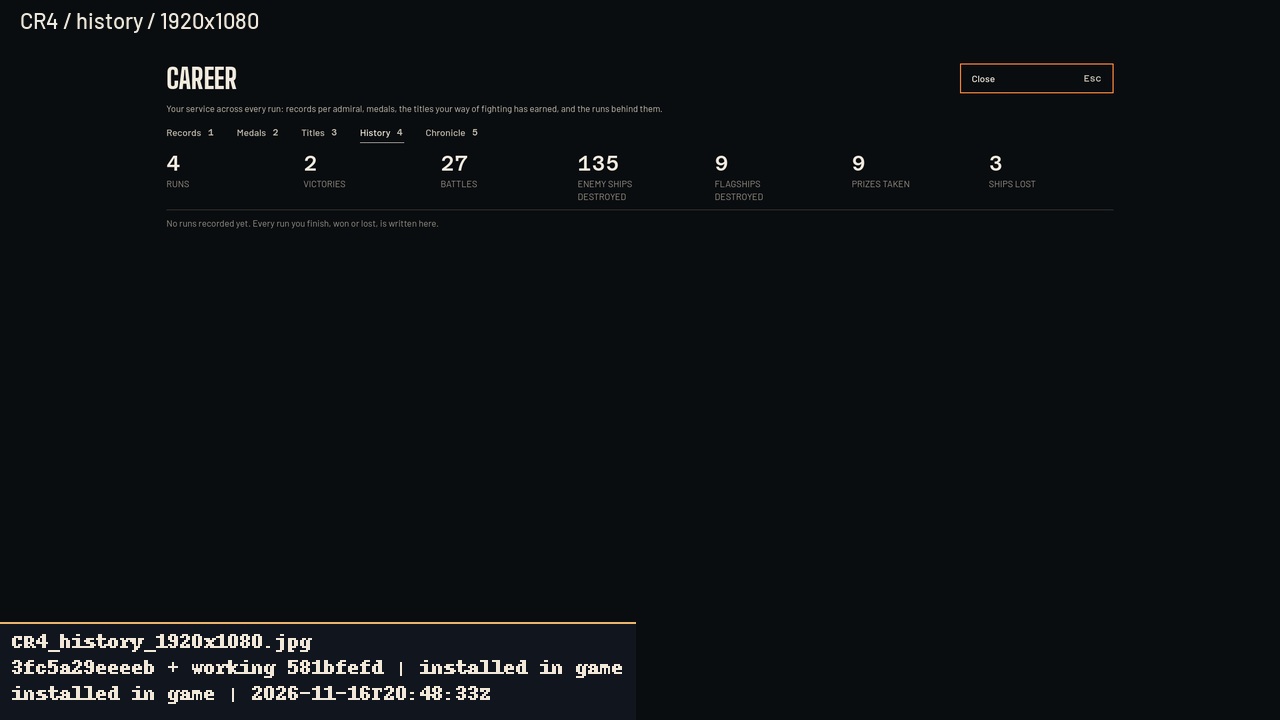 CR4 / history / 1920x1080
CAREER
Close Esc
Your service across every run: records per admiral, medals, the titles your way of fighting has earned, and the runs behind them.
Records 1 Medals 2 Titles 3 History 4 Chronicle 5
4 2 27 135 9 9 3
RUNS VICTORIES BATTLES ENEMY SHIPS DESTROYED FLAGSHIPS DESTROYED PRIZES TAKEN SHIPS LOST
No runs recorded yet. Every run you finish, won or lost, is written here.
CR4_history_1920x1080.jpg
3fc5a29eeeeb + working 581bfefd | installed in game
installed in game | 2026-11-16T20:48:33Z